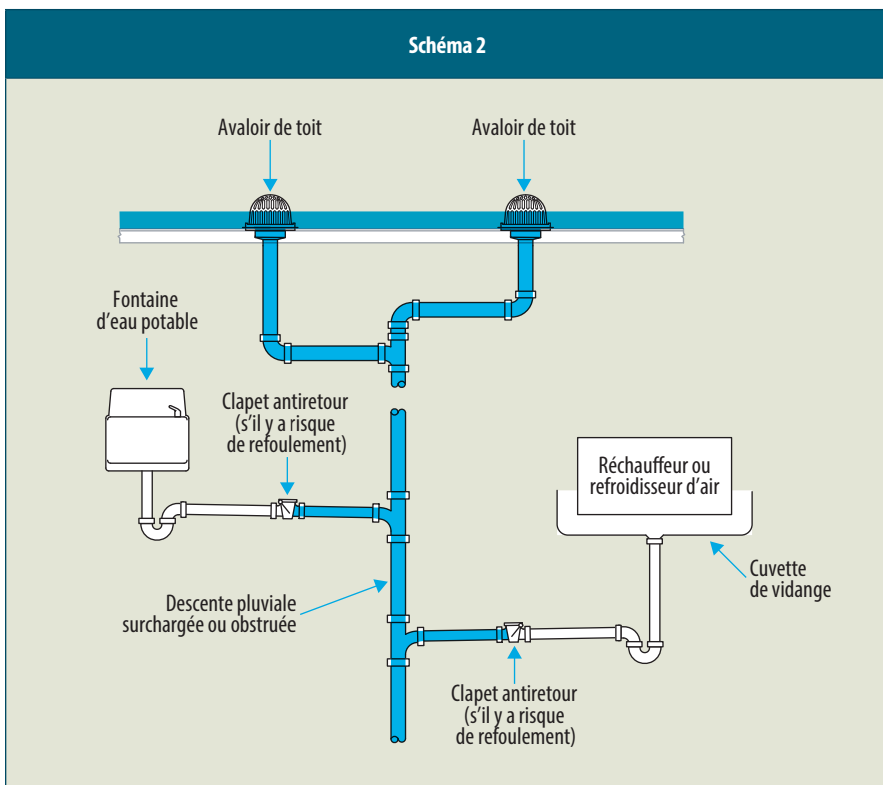 Schéma 2
Avaloir de toit
Avaloir de toit
Fontaine
d'eau potable
Clapet antiretour
(s'il y a risque
de refoulement)
Réchauffeur ou
refroidisseur d'air
Cuvette
de vidange
Descente pluviale
surchargée ou obstruée
Clapet antiretour
(s'il y a risque
de refoulement)